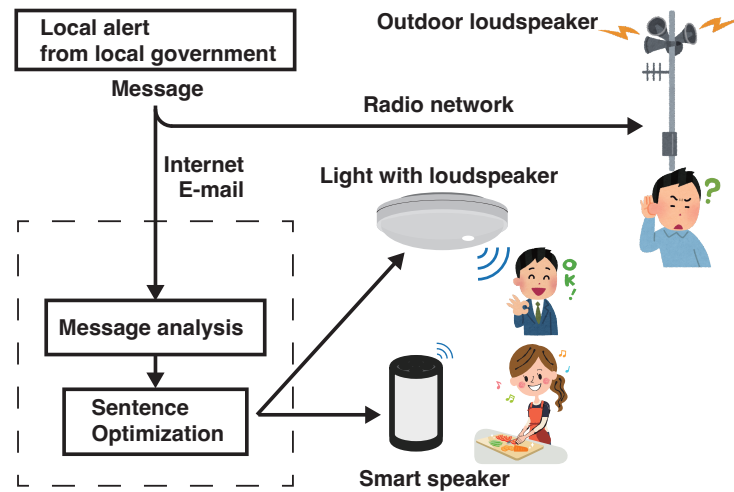 Local alert
from local government
Outdoor loudspeaker
Message
Radio network
Internet
E-mail
Light with loudspeaker
?
OK!
Message analysis
Sentence
Optimization
Smart speaker